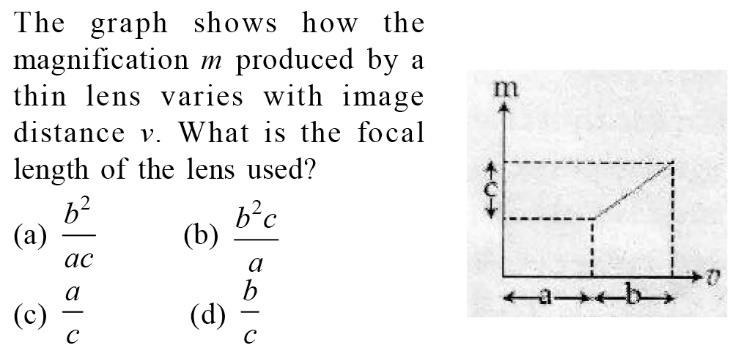 The graph shows how the
magnification m produced by a
thin lens varies with image
distance v. What is the focal
length of the lens used?
(a) b²/ac (b) b²c/a
(c) a/c (d) b/c
m
c
v
a b